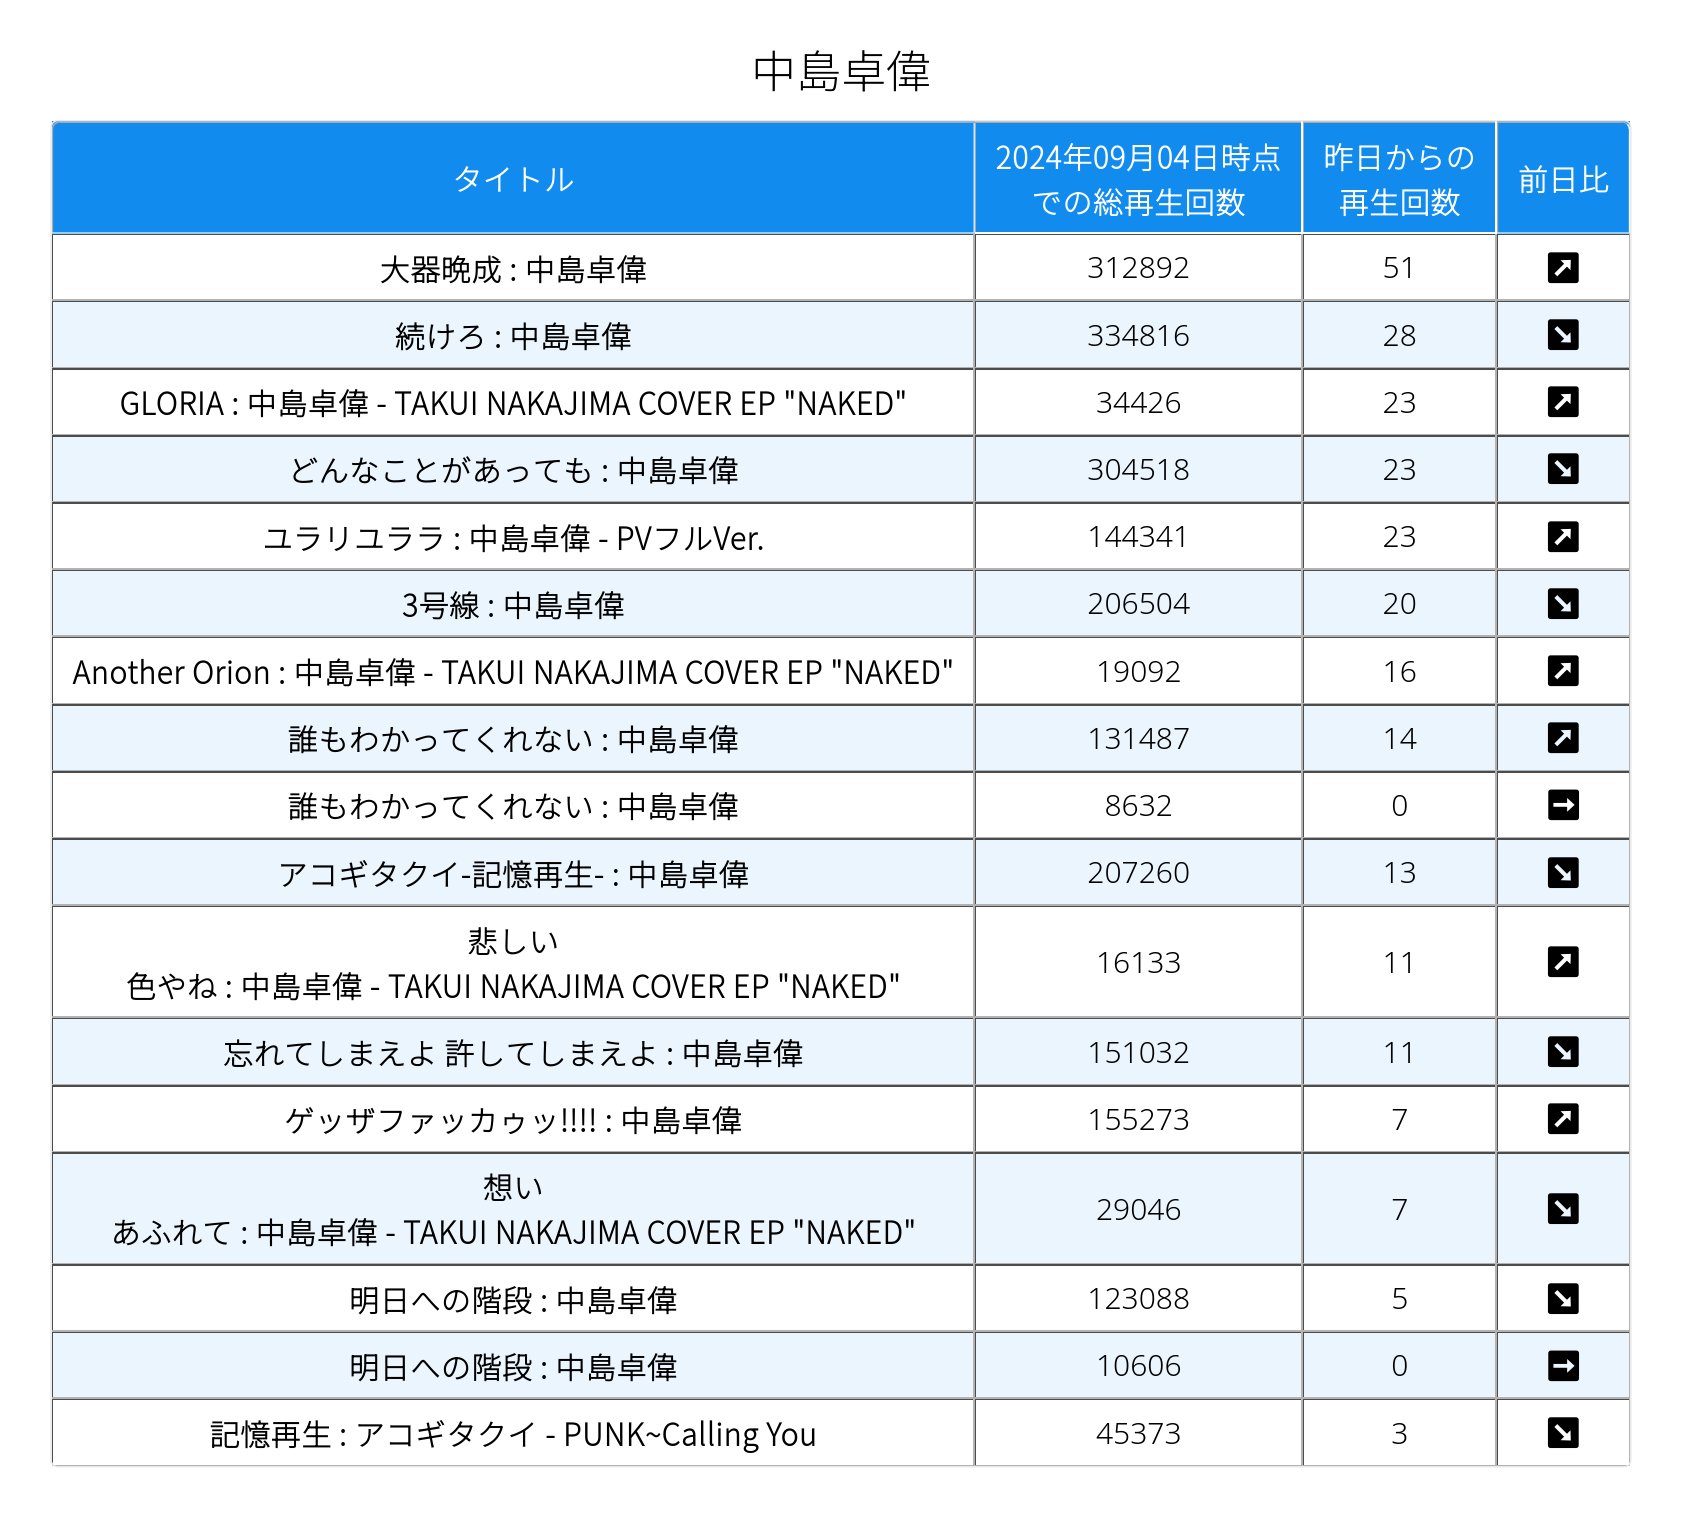 中島卓偉
タイトル
2024年09月04日時点
での総再生回数
昨日からの
再生回数
前日比
大器晩成 : 中島卓偉 312892 51
続けろ : 中島卓偉 334816 28
GLORIA : 中島卓偉 - TAKUI NAKAJIMA COVER EP "NAKED" 34426 23
どんなことがあっても : 中島卓偉 304518 23
ユラリユララ : 中島卓偉 - PVフルVer. 144341 23
3号線 : 中島卓偉 206504 20
Another Orion : 中島卓偉 - TAKUI NAKAJIMA COVER EP "NAKED" 19092 16
誰もわかってくれない : 中島卓偉 131487 14
誰もわかってくれない : 中島卓偉 8632 0
アコギタクイ-記憶再生- : 中島卓偉 207260 13
悲しい
色やね : 中島卓偉 - TAKUI NAKAJIMA COVER EP "NAKED" 16133 11
忘れてしまえよ 許してしまえよ : 中島卓偉 151032 11
ゲッザファッカゥッ!!!! : 中島卓偉 155273 7
想い
あふれて : 中島卓偉 - TAKUI NAKAJIMA COVER EP "NAKED" 29046 7
明日への階段 : 中島卓偉 123088 5
明日への階段 : 中島卓偉 10606 0
記憶再生 : アコギタクイ - PUNK~Calling You 45373 3